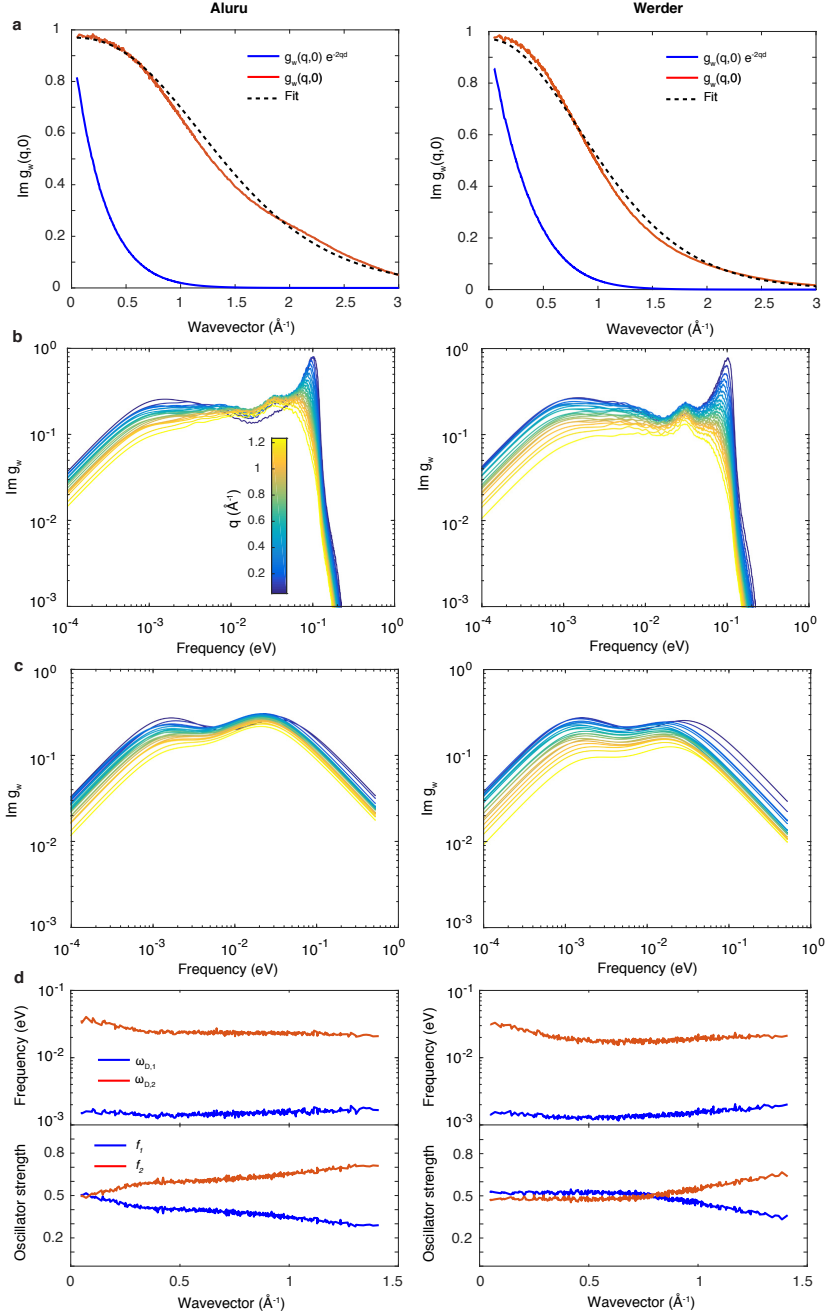 Aluru
Werder
a
1
0.8
0.6
0.4
0.2
0
Im g_w(q,0)
g_w(q,0) e^-2qd
g_w(q,0)
Fit
0
0.5
1
1.5
2
2.5
3
Wavevector (Å^-1)
1
0.8
0.6
0.4
0.2
0
Im g_w(q,0)
g_w(q,0) e^-2qd
g_w(q,0)
Fit
0
0.5
1
1.5
2
2.5
3
Wavevector (Å^-1)
b
10^0
10^-1
10^-2
10^-3
Im g_w
q (Å^-1)
1.2
1
0.8
0.6
0.4
0.2
10^-4
10^-3
10^-2
10^-1
10^0
Frequency (eV)
10^0
10^-1
10^-2
10^-3
Im g_w
10^-4
10^-3
10^-2
10^-1
10^0
Frequency (eV)
c
10^0
10^-1
10^-2
10^-3
Im g_w
10^-4
10^-3
10^-2
10^-1
10^0
Frequency (eV)
10^0
10^-1
10^-2
10^-3
Im g_w
10^-4
10^-3
10^-2
10^-1
10^0
Frequency (eV)
d
10^-1
10^-2
10^-3
Frequency (eV)
ω_D,1
ω_D,2
0.8
0.5
0.2
Oscillator strength
f_1
f_2
0
0.5
1
1.5
Wavevector (Å^-1)
10^-1
10^-2
10^-3
Frequency (eV)
0.8
0.5
0.2
Oscillator strength
0
0.5
1
1.5
Wavevector (Å^-1)